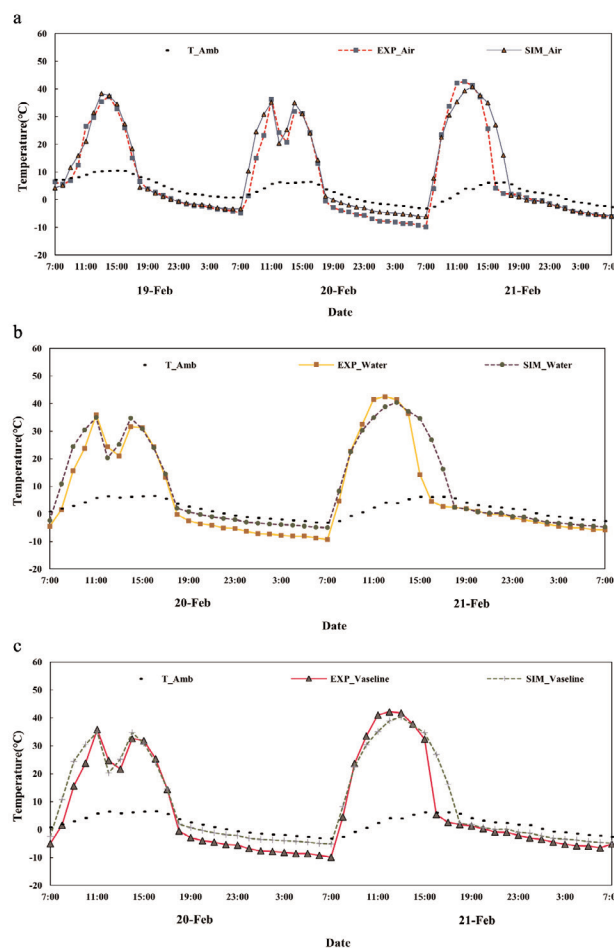 a
T_Amb EXP_Air SIM_Air
Temperature(°C)
60
50
40
30
20
10
0
-10
-20
7:00 11:00 15:00 19:00 23:00 3:00 7:00 11:00 15:00 19:00 23:00 3:00 7:00 11:00 15:00 19:00 23:00 3:00 7:0
19-Feb 20-Feb 21-Feb
Date
b
T_Amb EXP_Water SIM_Water
Temperature(°C)
60
50
40
30
20
10
0
-10
-20
7:00 11:00 15:00 19:00 23:00 3:00 7:00 11:00 15:00 19:00 23:00 3:00 7:00
20-Feb 21-Feb
Date
c
T_Amb EXP_Vaseline SIM_Vaseline
Temperature(°C)
60
50
40
30
20
10
0
-10
-20
7:00 11:00 15:00 19:00 23:00 3:00 7:00 11:00 15:00 19:00 23:00 3:00 7:0
20-Feb 21-Feb
Date